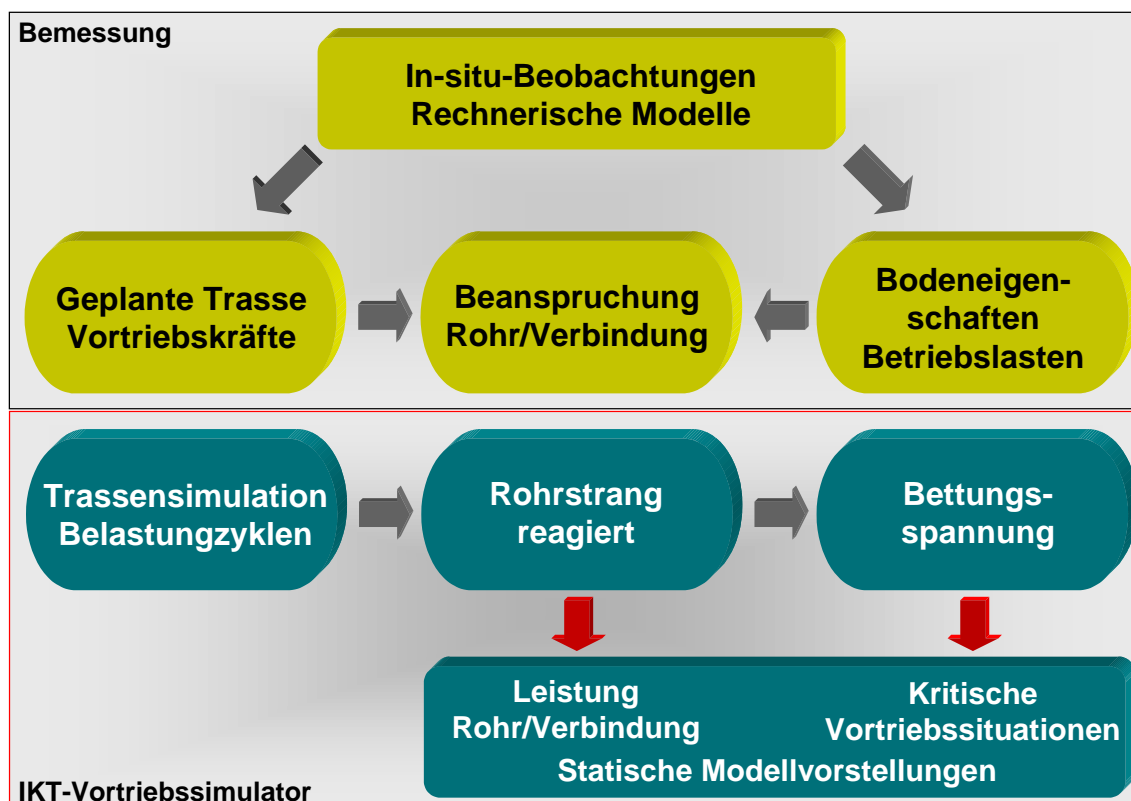 Bemessung
In-situ-Beobachtungen
Rechnerische Modelle
Geplante Trasse
Vortriebskräfte
Beanspruchung
Rohr/Verbindung
Bodeneigen-
schaften
Betriebslasten
Trassensimulation
Belastungzyklen
Rohrstrang
reagiert
Bettungs-
spannung
Leistung
Rohr/Verbindung
Kritische
Vortriebssituationen
Statische Modellvorstellungen
IKT-Vortriebssimulator